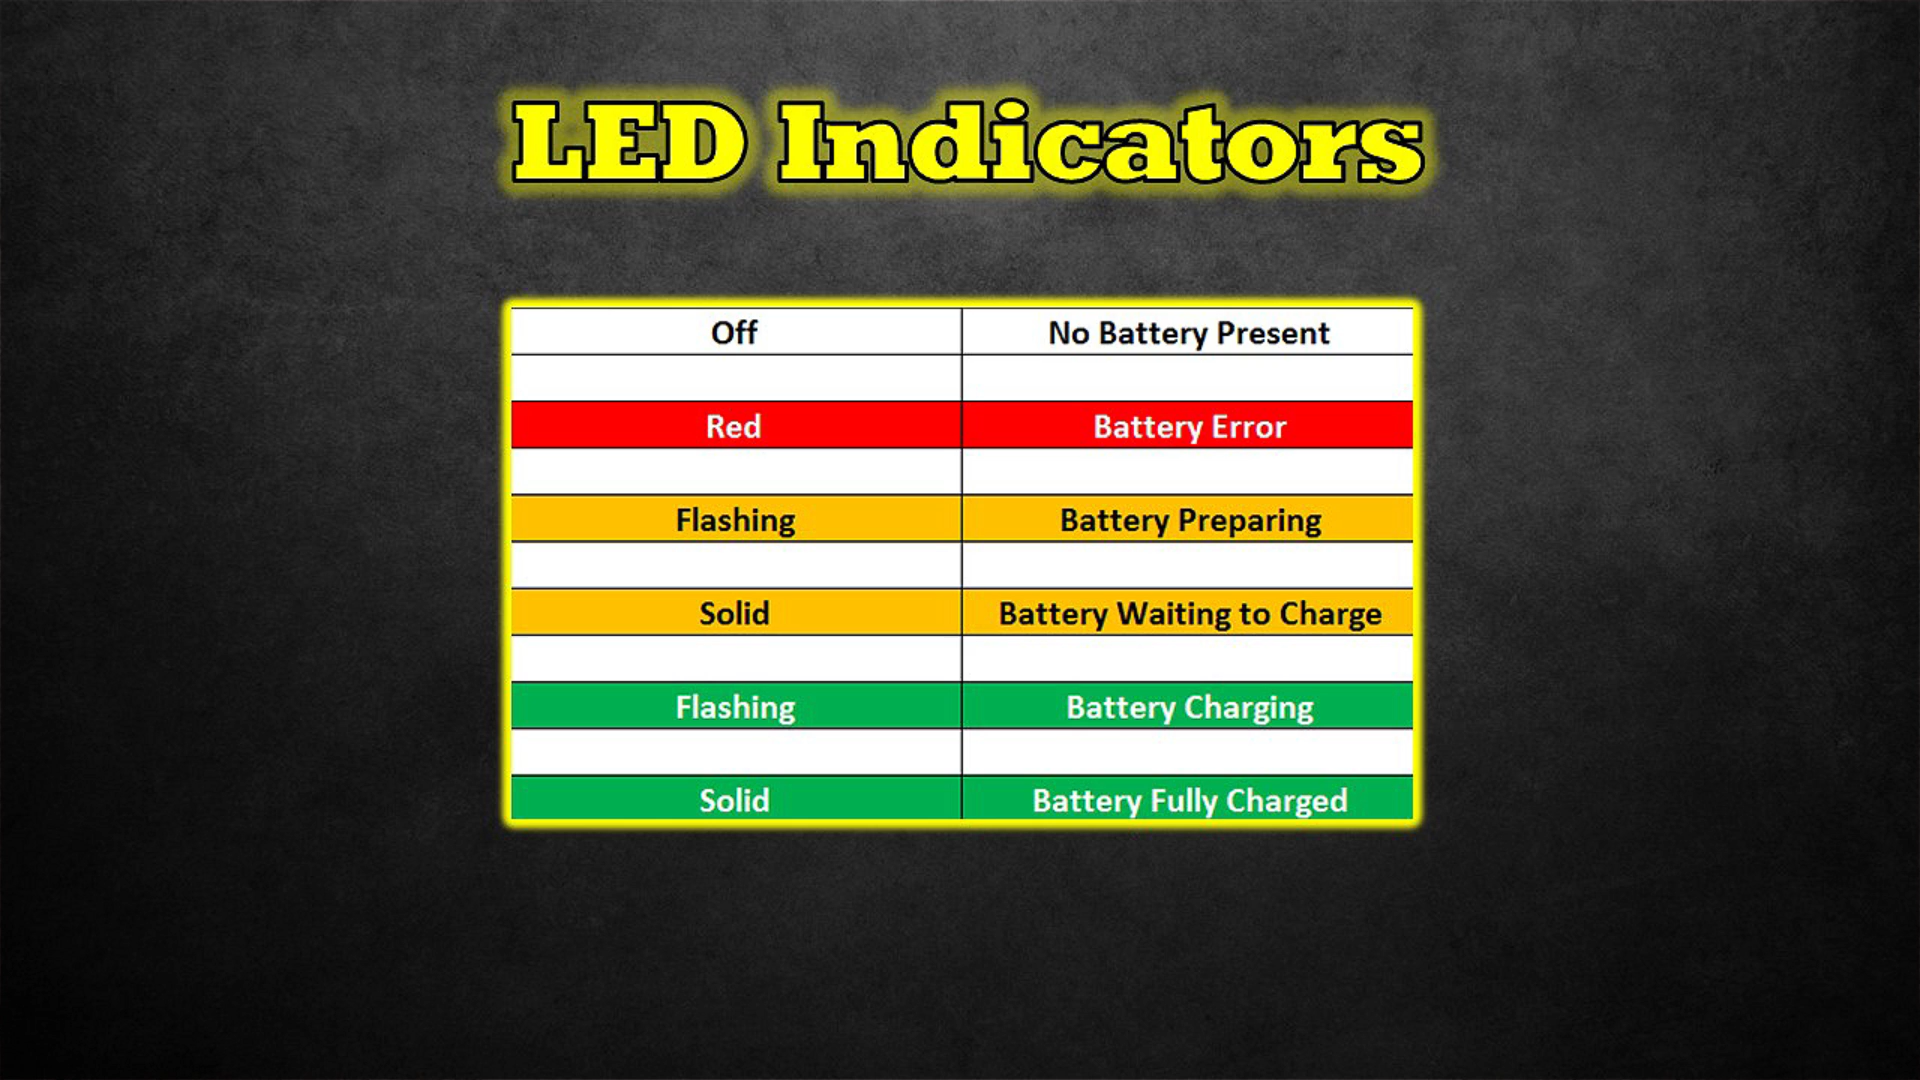 LED Indicators
Off No Battery Present
Red Battery Error
Flashing Battery Preparing
Solid Battery Waiting to Charge
Flashing Battery Charging
Solid Battery Fully Charged